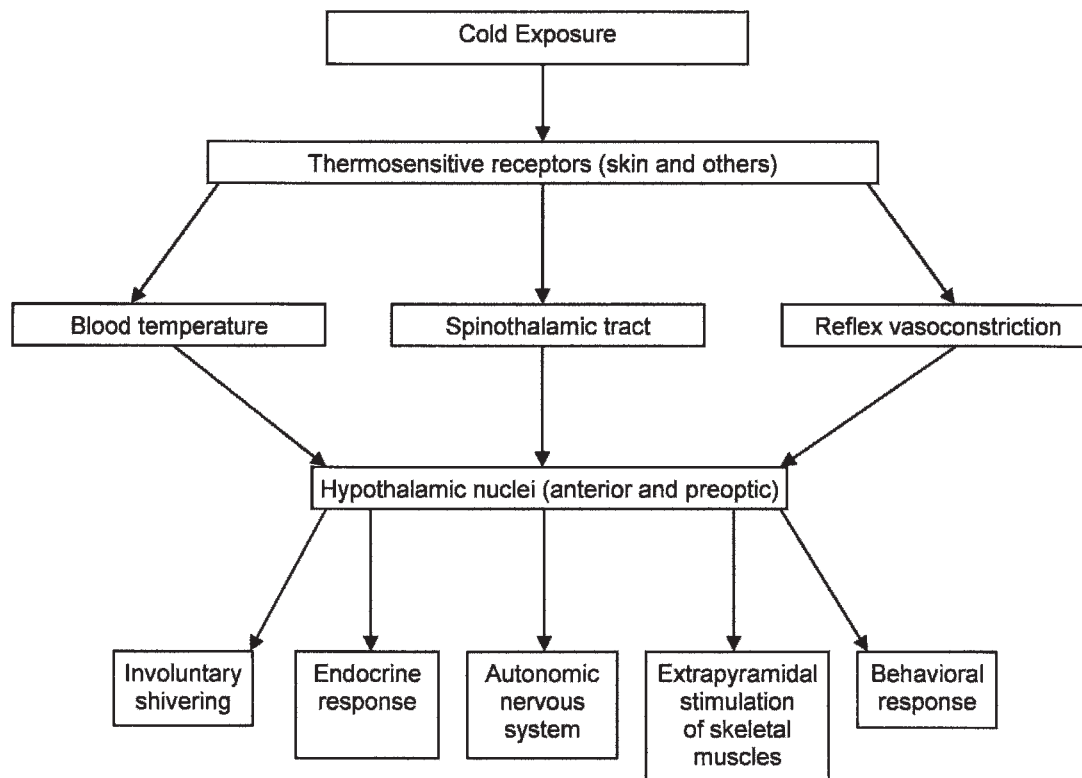 Cold Exposure
Thermosensitive receptors (skin and others)
Blood temperature
Spinothalamic tract
Reflex vasoconstriction
Hypothalamic nuclei (anterior and preoptic)
Involuntary
shivering
Endocrine
response
Autonomic
nervous
system
Extrapyramidal
stimulation
of skeletal
muscles
Behavioral
response